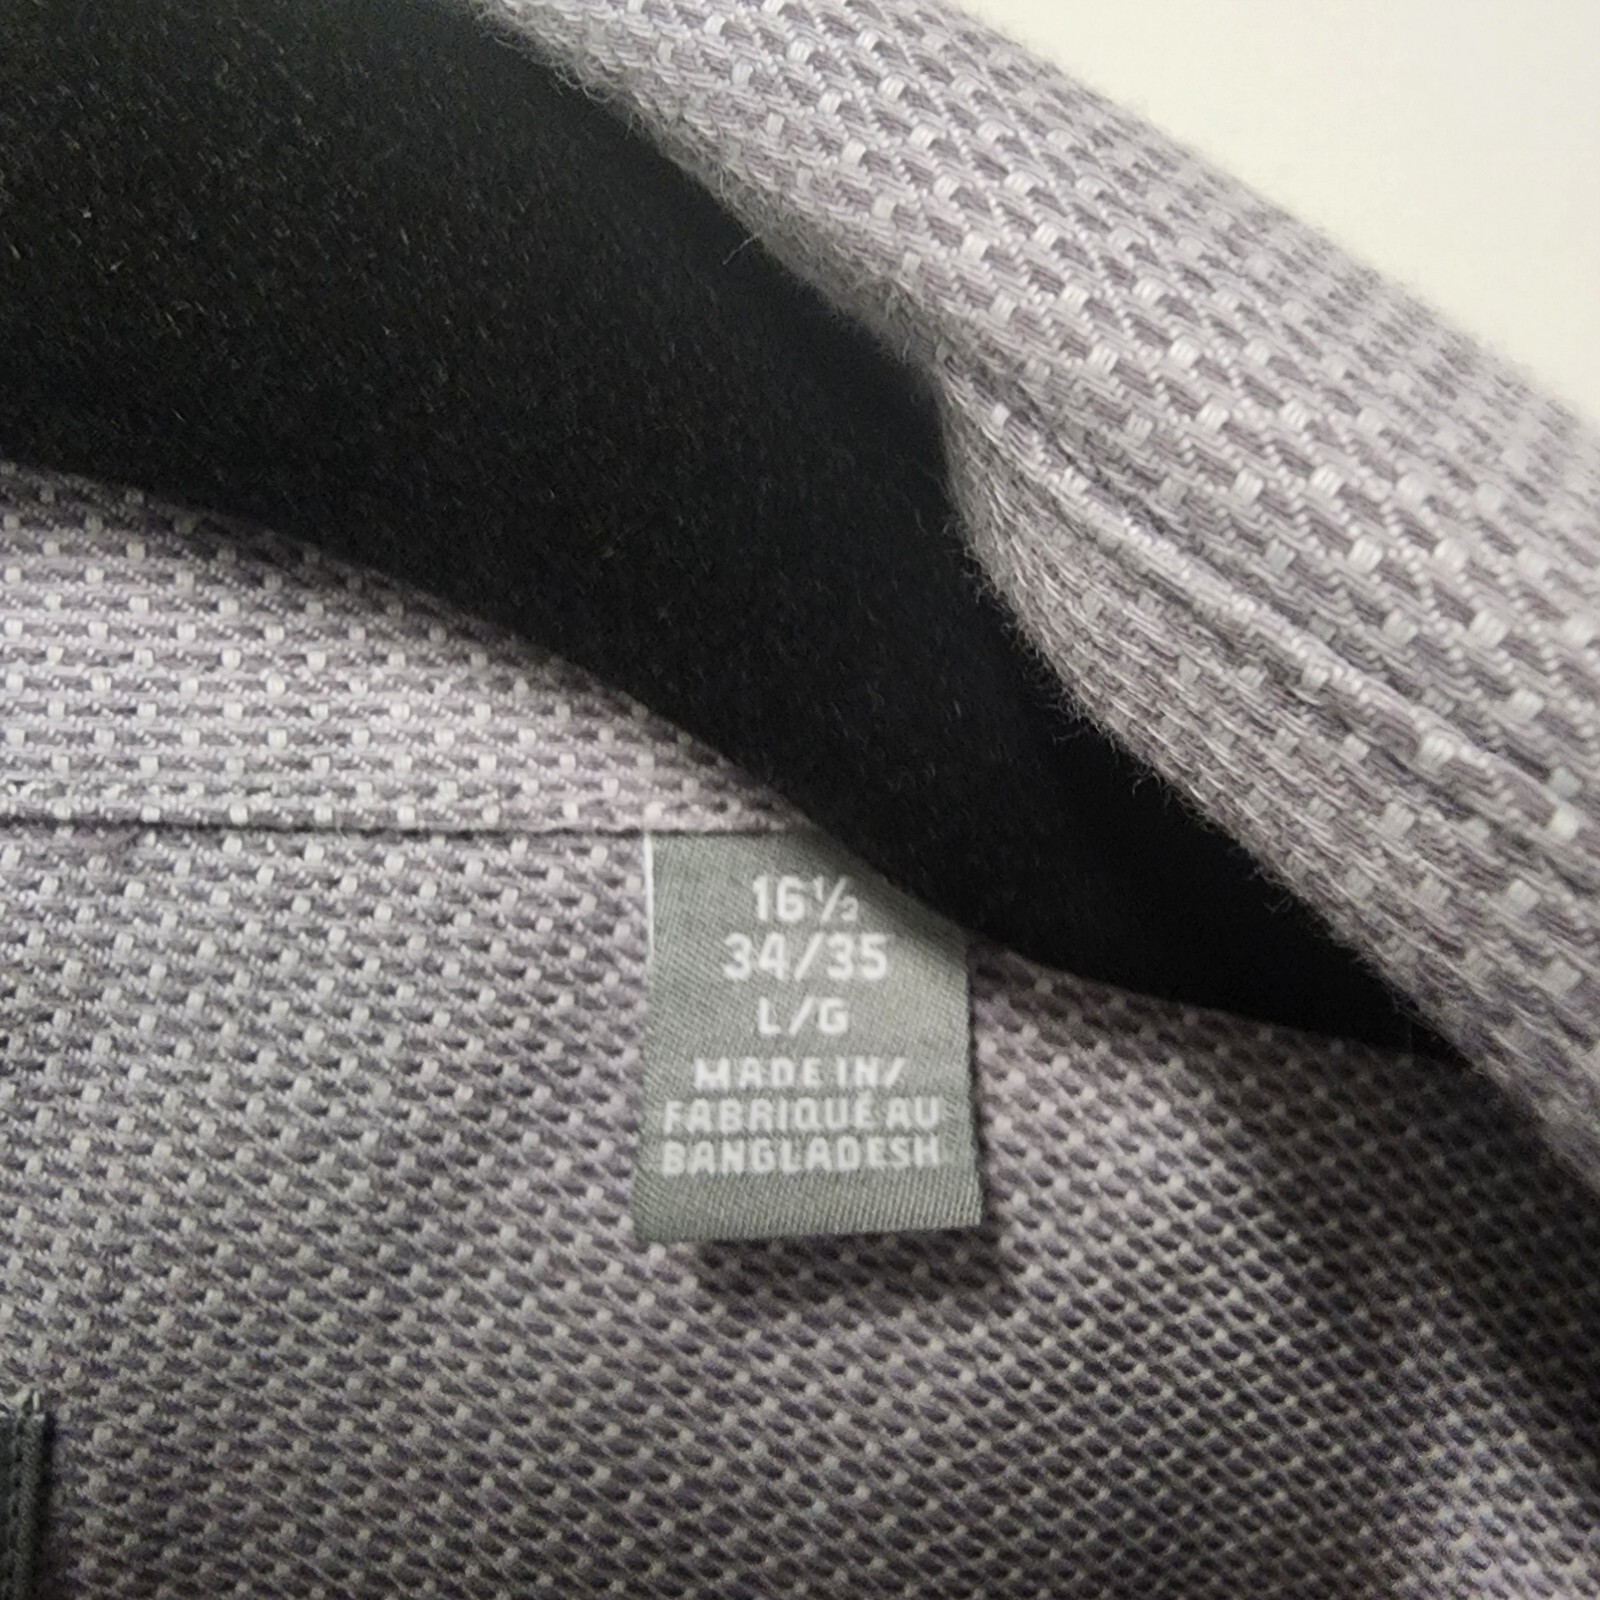 16½
34/35
L/G
MADE IN/
FABRIQUÉ AU
BANGLADESH